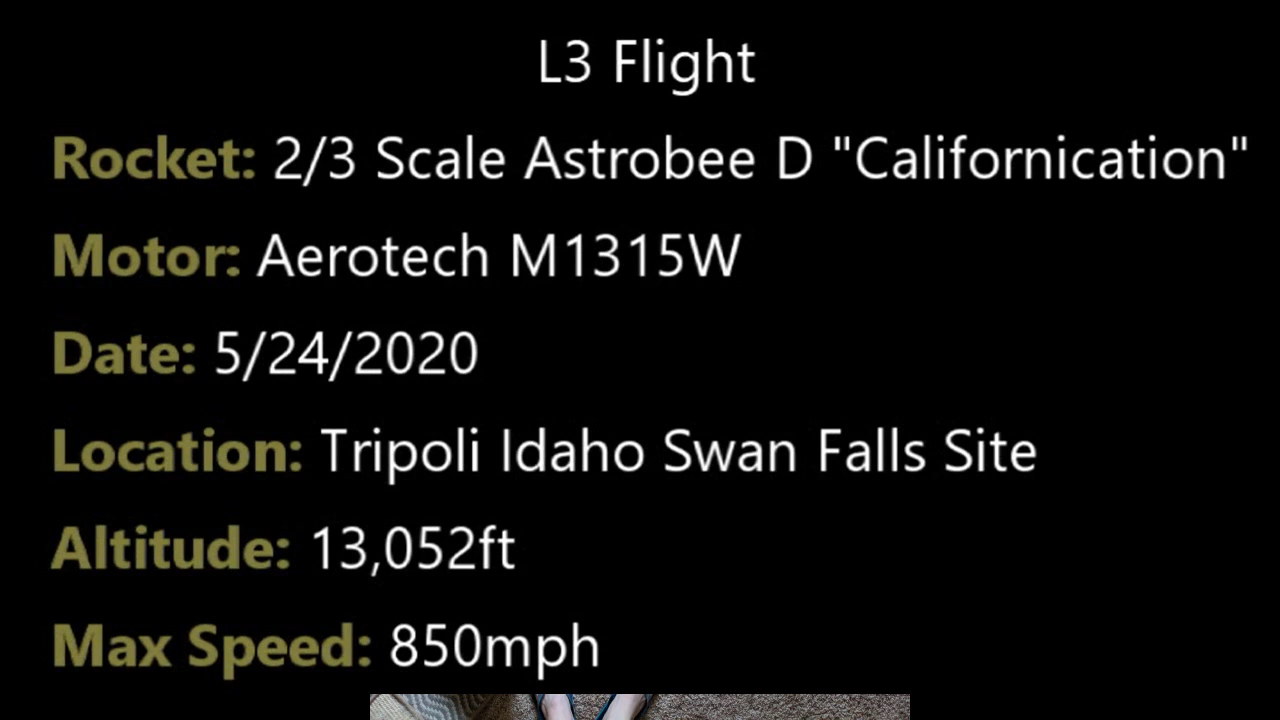 L3 Flight
Rocket: 2/3 Scale Astrobee D "Californication"
Motor: Aerotech M1315W
Date: 5/24/2020
Location: Tripoli Idaho Swan Falls Site
Altitude: 13,052ft
Max Speed: 850mph